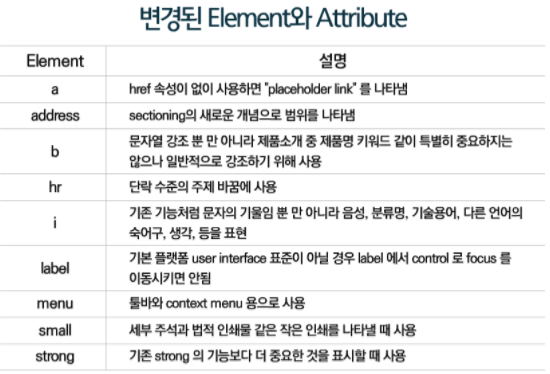 변경된 Element와 Attribute
Element 설명
a href 속성이 없이 사용하면 "placeholder link" 를 나타냄
address sectioning의 새로운 개념으로 범위를 나타냄
b 문자열 강조 뿐 만 아니라 제품소개 중 제품명 키워드 같이 특별히 중요하지는
않으나 일반적으로 강조하기 위해 사용
hr 단락 수준의 주제 바꿈에 사용
i 기존 기능처럼 문자의 기울임 뿐 만 아니라 음성, 분류명, 기술용어, 다른 언어의
숙어구, 생각, 등을 표현
label 기본 플랫폼 user interface 표준이 아닐 경우 label 에서 control 로 focus 를
이동시키면 안됨
menu 툴바와 context menu 용으로 사용
small 세부 주석과 법적 인쇄물 같은 작은 인쇄를 나타낼 때 사용
strong 기존 strong 의 기능보다 더 중요한 것을 표시할 때 사용